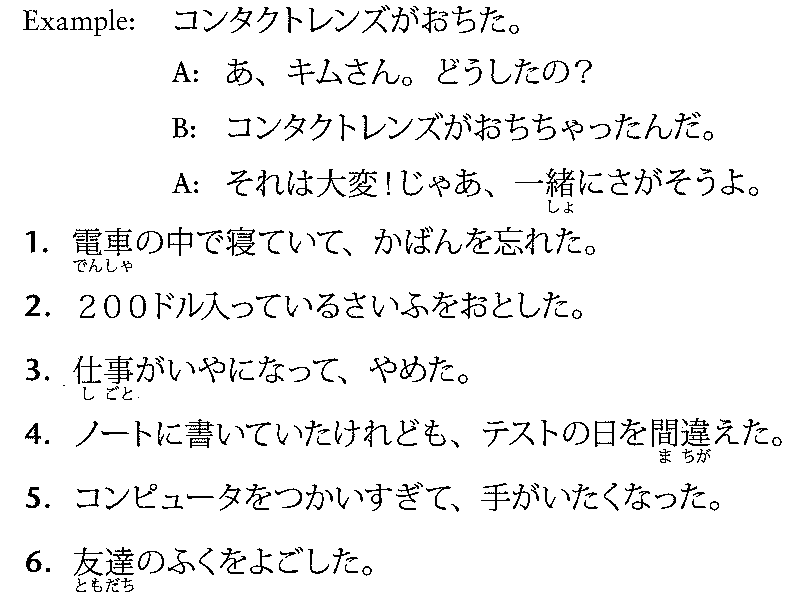 Example: コンタクトレンズがおちた。
A: あ、キムさん。どうしたの？
B: コンタクトレンズがおちちゃったんだ。
A: それは大変！じゃあ、一緒にさがそうよ。
しょ
1. 電車の中で寝ていて、かばんを忘れた。
でんしゃ
2. ２００ドル入っているさいふをおとした。
3. 仕事がいやになって、やめた。
しごと
4. ノートに書いていたけれども、テストの日を間違えた。
まちが
5. コンピュータをつかいすぎて、手がいたくなった。
6. 友達のふくをよごした。
ともだち